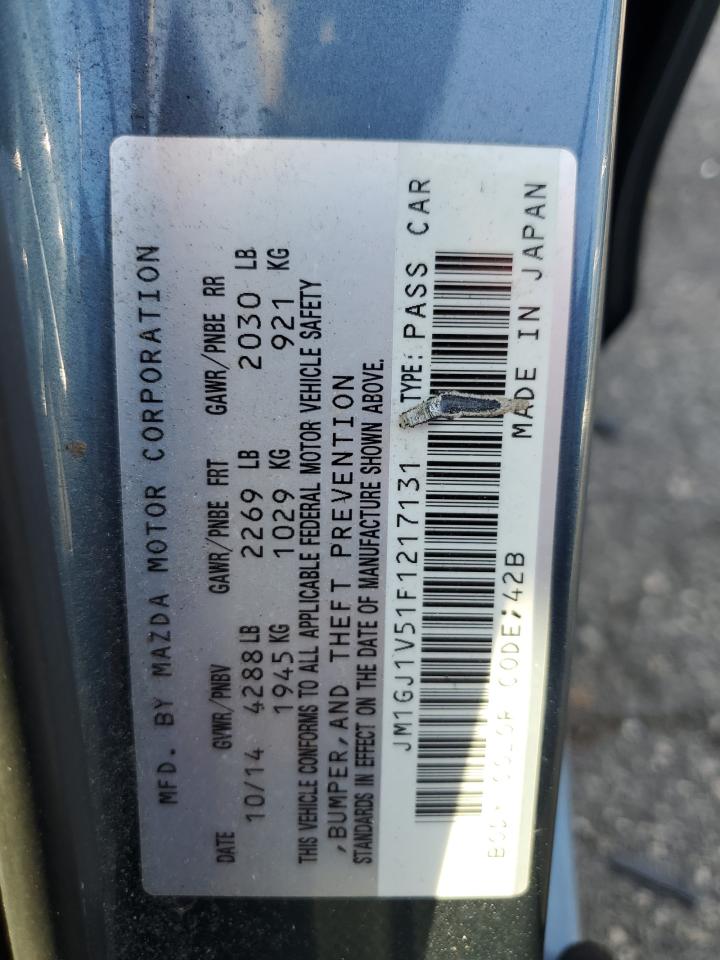 MFD. BY MAZDA MOTOR CORPORATION
DATE GVWR/PNBV GAWR/PNBE FRT GAWR/PNBE RR
10/14 4288 LB 2269 LB 2030 LB
1945 KG 1029 KG 921 KG
THIS VEHICLE CONFORMS TO ALL APPLICABLE FEDERAL MOTOR VEHICLE SAFETY
,BUMPER,AND THEFT PREVENTION
STANDARDS IN EFFECT ON THE DATE OF MANUFACTURE SHOWN ABOVE.
JM1GJ1V51F1217131 TYPE: PASS CAR
BODY COLOR CODE;42B MADE IN JAPAN